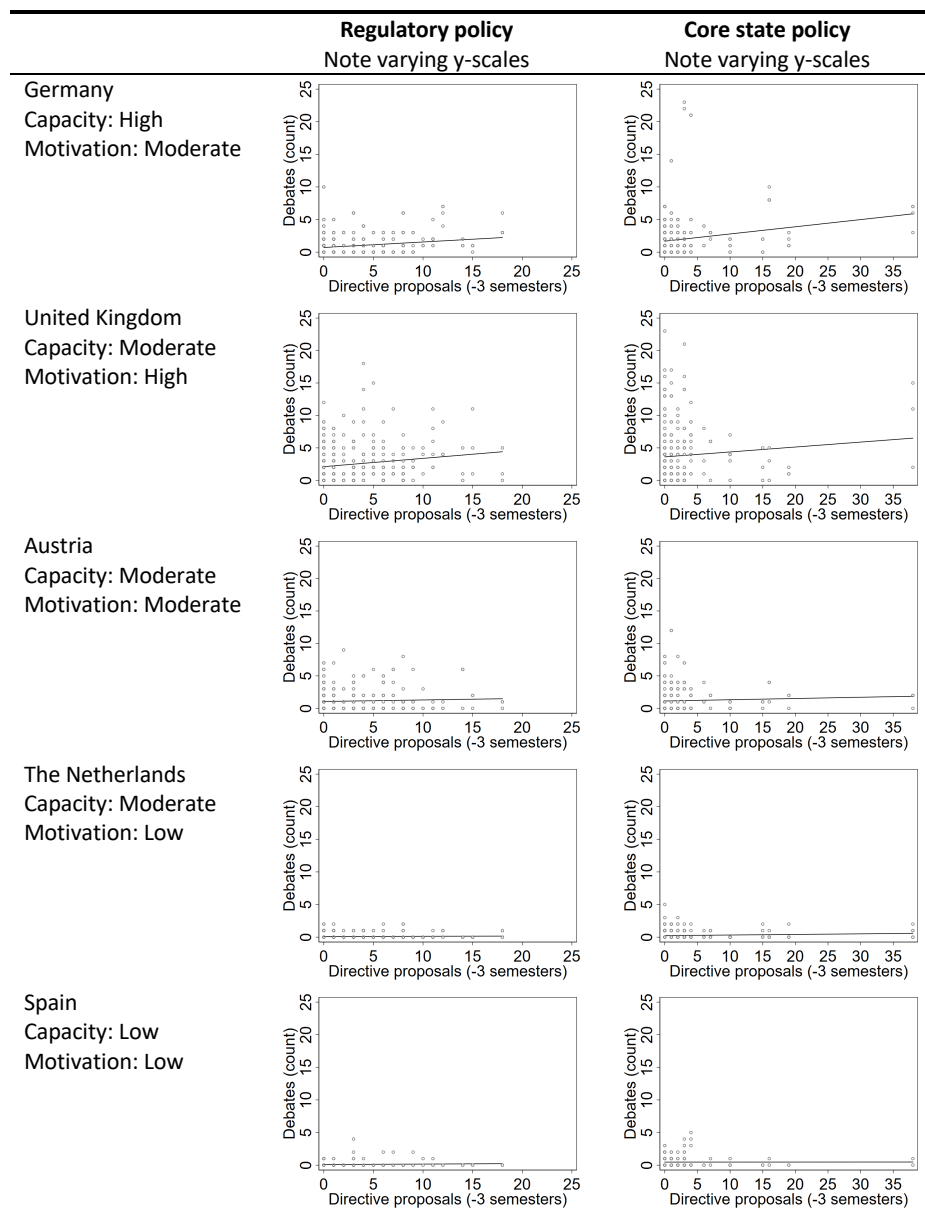 Regulatory policy Core state policy
Note varying y-scales Note varying y-scales
Germany
Capacity: High
Motivation: Moderate
Debates (count)
0 5 10 15 20 25
0 5 10 15 20 25
Directive proposals (-3 semesters)
Debates (count)
0 5 10 15 20 25
0 5 10 15 20 25 30 35
Directive proposals (-3 semesters)
United Kingdom
Capacity: Moderate
Motivation: High
Debates (count)
0 5 10 15 20 25
0 5 10 15 20 25
Directive proposals (-3 semesters)
Debates (count)
0 5 10 15 20 25
0 5 10 15 20 25 30 35
Directive proposals (-3 semesters)
Austria
Capacity: Moderate
Motivation: Moderate
Debates (count)
0 5 10 15 20 25
0 5 10 15 20 25
Directive proposals (-3 semesters)
Debates (count)
0 5 10 15 20 25
0 5 10 15 20 25 30 35
Directive proposals (-3 semesters)
The Netherlands
Capacity: Moderate
Motivation: Low
Debates (count)
0 5 10 15 20 25
0 5 10 15 20 25
Directive proposals (-3 semesters)
Debates (count)
0 5 10 15 20 25
0 5 10 15 20 25 30 35
Directive proposals (-3 semesters)
Spain
Capacity: Low
Motivation: Low
Debates (count)
0 5 10 15 20 25
0 5 10 15 20 25
Directive proposals (-3 semesters)
Debates (count)
0 5 10 15 20 25
0 5 10 15 20 25 30 35
Directive proposals (-3 semesters)